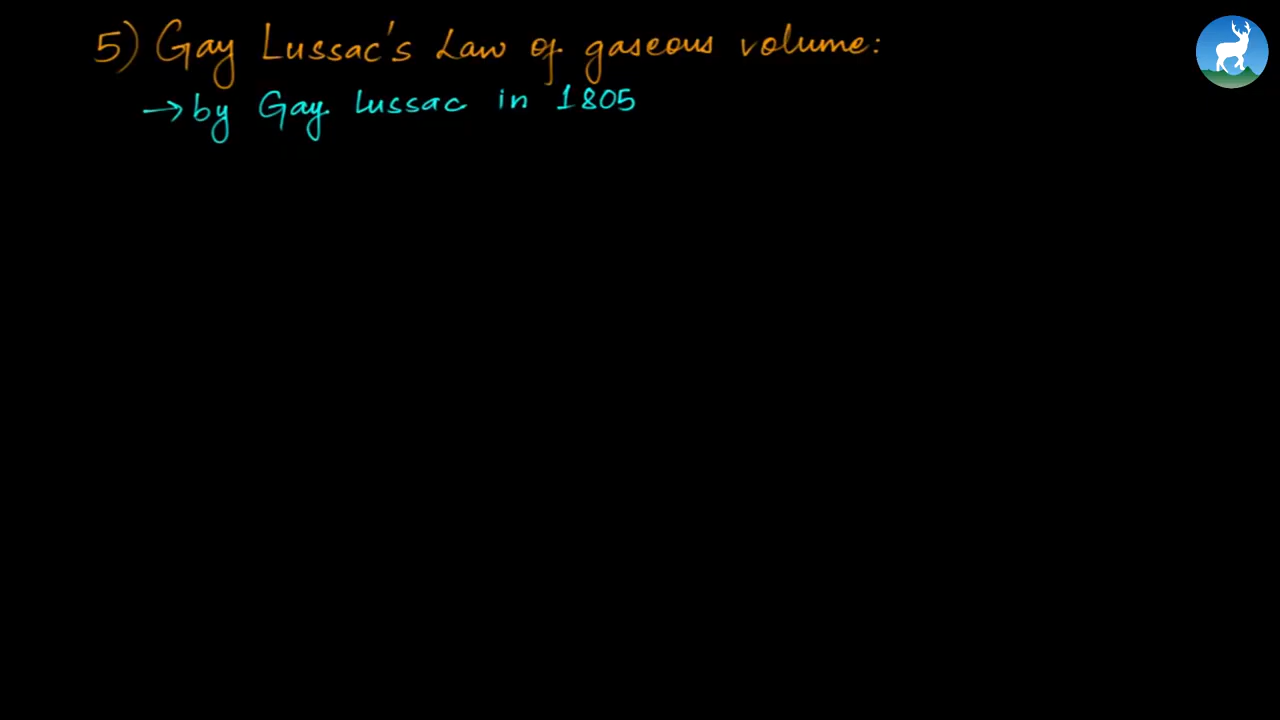 5) Gay Lussac's Law of gaseous volume:
→ by Gay Lussac in 1805